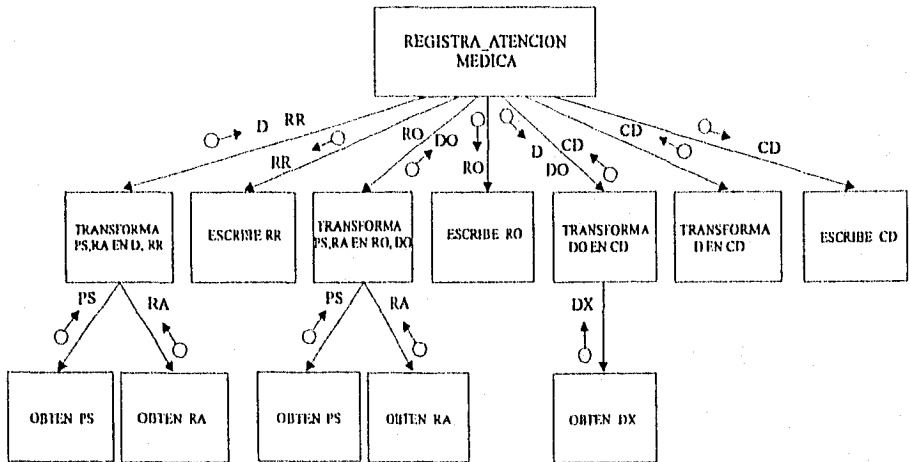 REGISTRA_ATENCION
MEDICA
D RR
RR
RO
DO
RO
D
DO
CD
CD
CD
TRANSFORMA
PS,RA EN D, RR
ESCRIBE RR
TRANSFORMA
PS,RA EN RO, DO
ESCRIBE RO
TRANSFORMA
DO EN CD
TRANSFORMA
D EN CD
ESCRIBE CD
PS
RA
PS
RA
DX
OBTEN PS
OBTEN RA
OBTEN PS
OBTEN RA
OBTEN DX